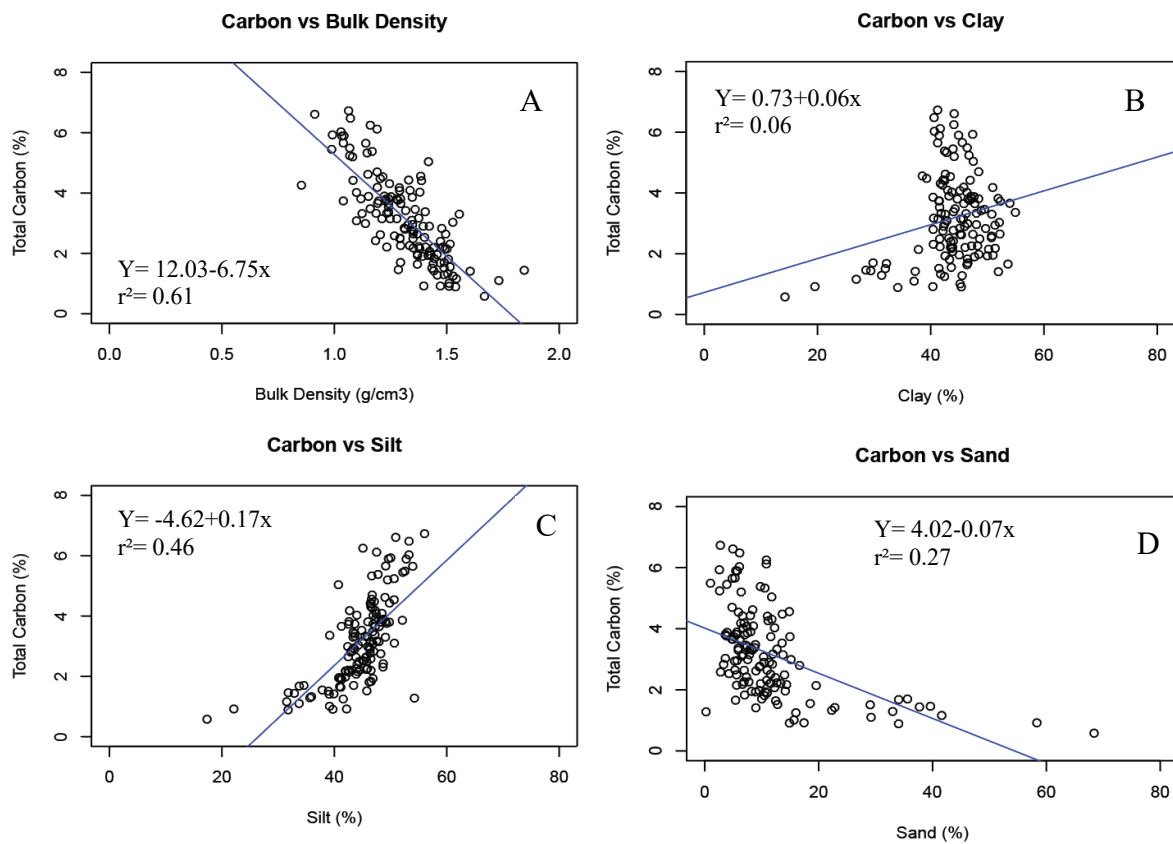 Carbon vs Bulk Density
A
Y= 12.03-6.75x
r²= 0.61
Total Carbon (%)
8
6
4
2
0
0.0 0.5 1.0 1.5 2.0
Bulk Density (g/cm3)
Carbon vs Clay
B
Y= 0.73+0.06x
r²= 0.06
Total Carbon (%)
8
6
4
2
0
0 20 40 60 80
Clay (%)
Carbon vs Silt
C
Y= -4.62+0.17x
r²= 0.46
Total Carbon (%)
8
6
4
2
0
0 20 40 60 80
Silt (%)
Carbon vs Sand
D
Y= 4.02-0.07x
r²= 0.27
Total Carbon (%)
8
6
4
2
0
0 20 40 60 80
Sand (%)